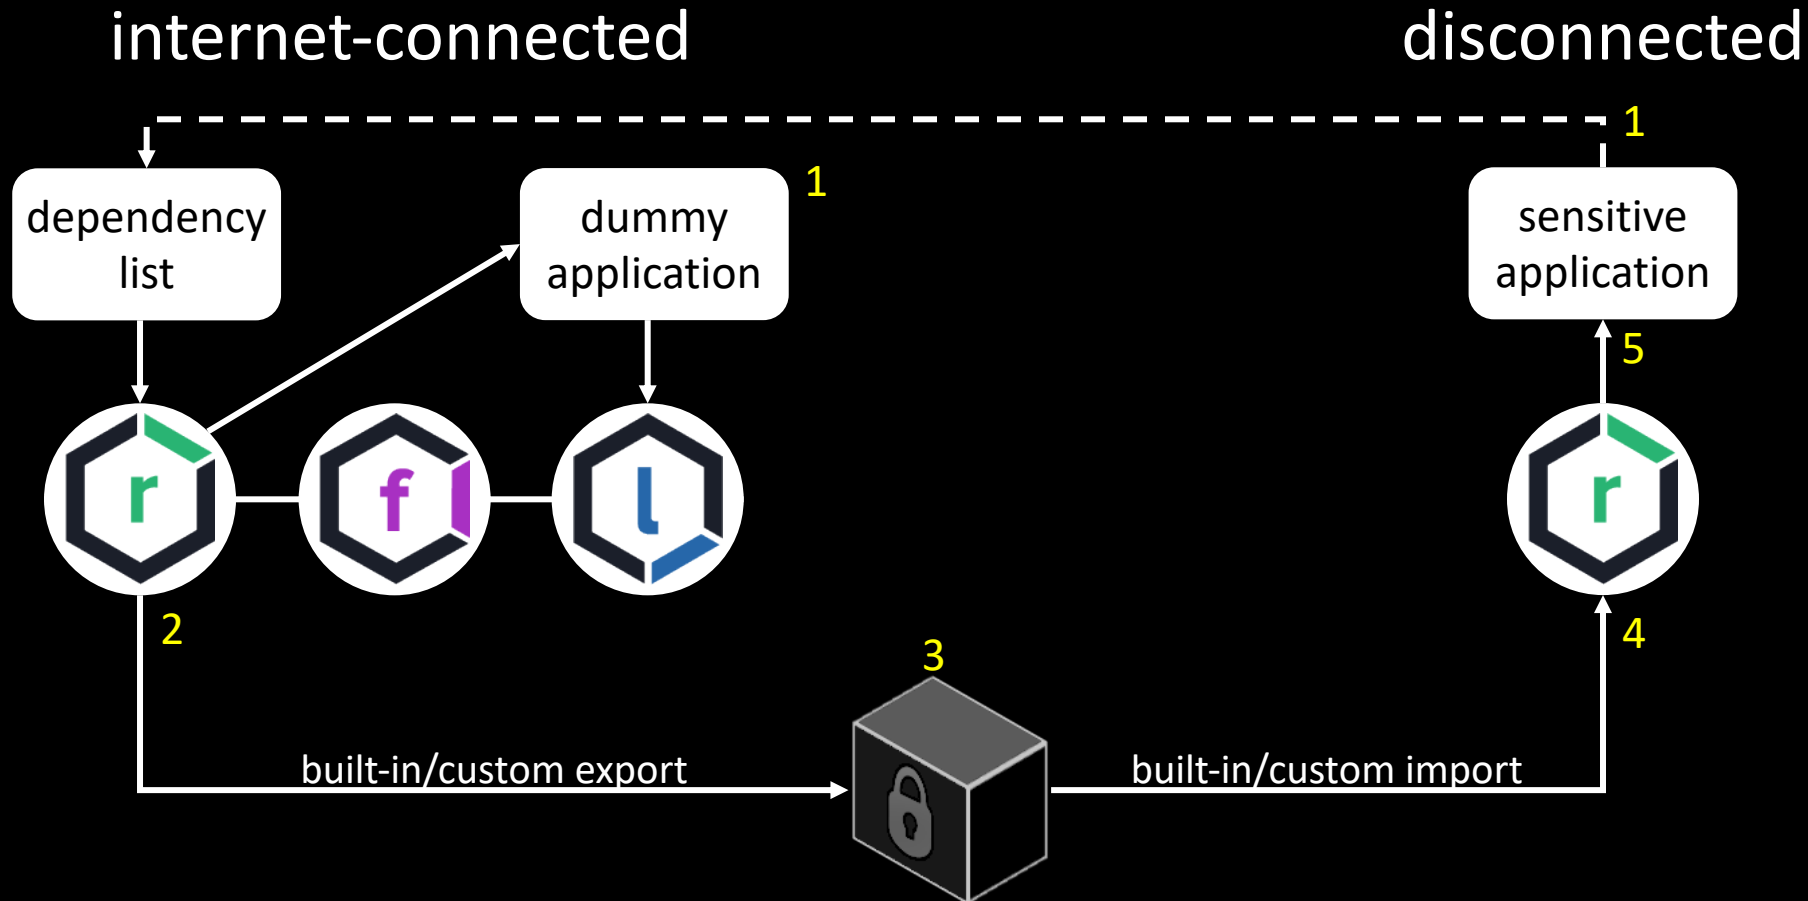 internet-connected
disconnected
1
dependency
list
dummy
application
1
sensitive
application
5
r
f
l
r
2
3
4
built-in/custom export
built-in/custom import